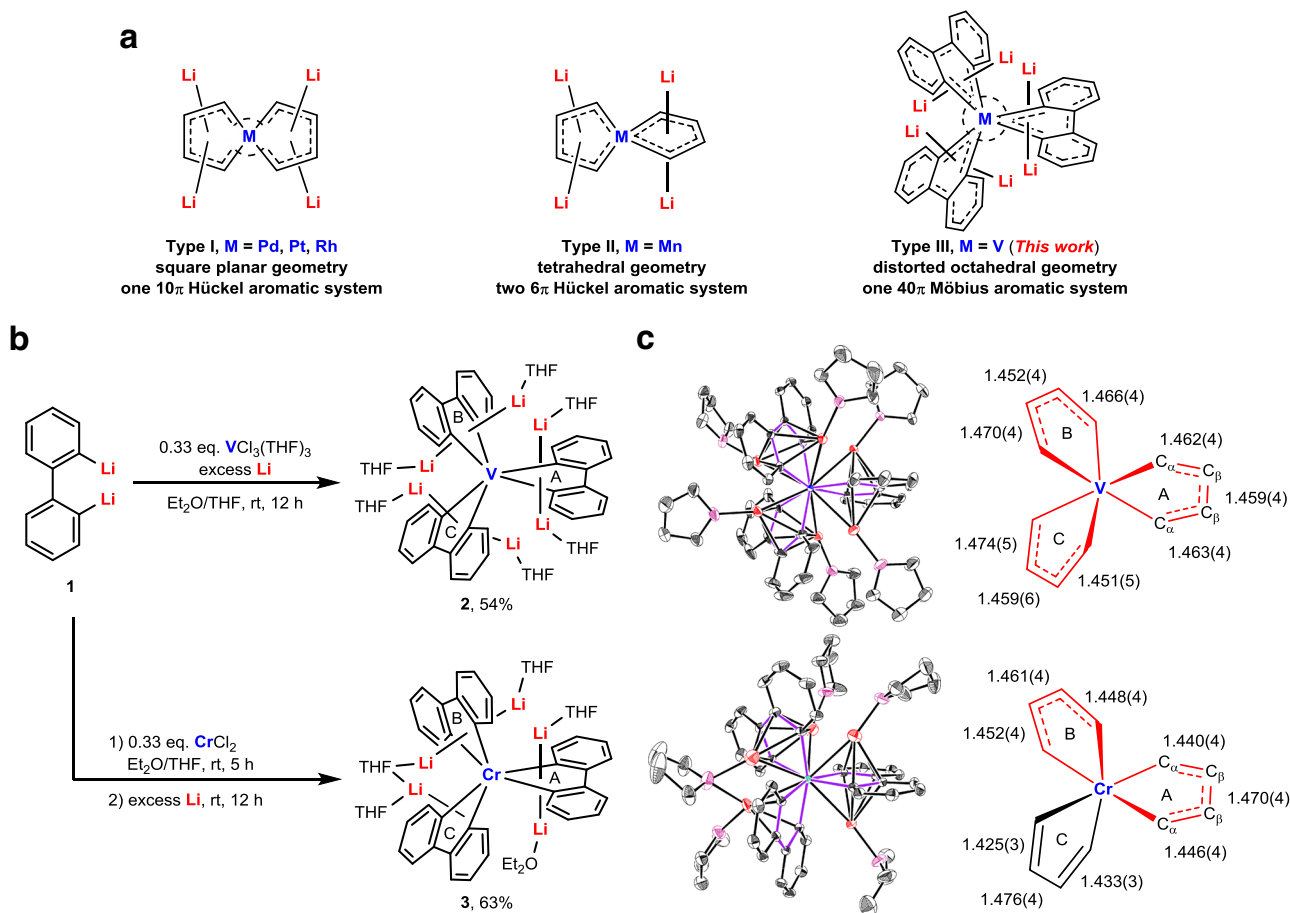 a
Li
Li
M
Li
Li
Type I, M = Pd, Pt, Rh
square planar geometry
one 10π Hückel aromatic system
Li
Li
M
Li
Li
Type II, M = Mn
tetrahedral geometry
two 6π Hückel aromatic system
Li
Li
Li
M
Li
Li
Li
Type III, M = V (This work)
distorted octahedral geometry
one 40π Möbius aromatic system
b
Li
Li
1
0.33 eq. VCl3(THF)3
excess Li
Et2O/THF, rt, 12 h
THF
Li
THF
B
Li
THF
Li
V
A
THF
Li
C
Li
Li
THF
THF
2, 54%
1) 0.33 eq. CrCl2
Et2O/THF, rt, 5 h
2) excess Li, rt, 12 h
THF
Li
THF
B
Li
THF
Li
Cr
A
Li
THF
C
Li
Et2O
3, 63%
c
1.452(4)
1.466(4)
1.470(4)
B
1.462(4)
V
Cα
Cβ
A
1.459(4)
Cα
Cβ
1.474(5)
C
1.463(4)
1.451(5)
1.459(6)
1.461(4)
1.448(4)
1.452(4)
B
1.440(4)
Cr
Cα
Cβ
A
1.470(4)
Cα
Cβ
1.425(3)
C
1.446(4)
1.433(3)
1.476(4)